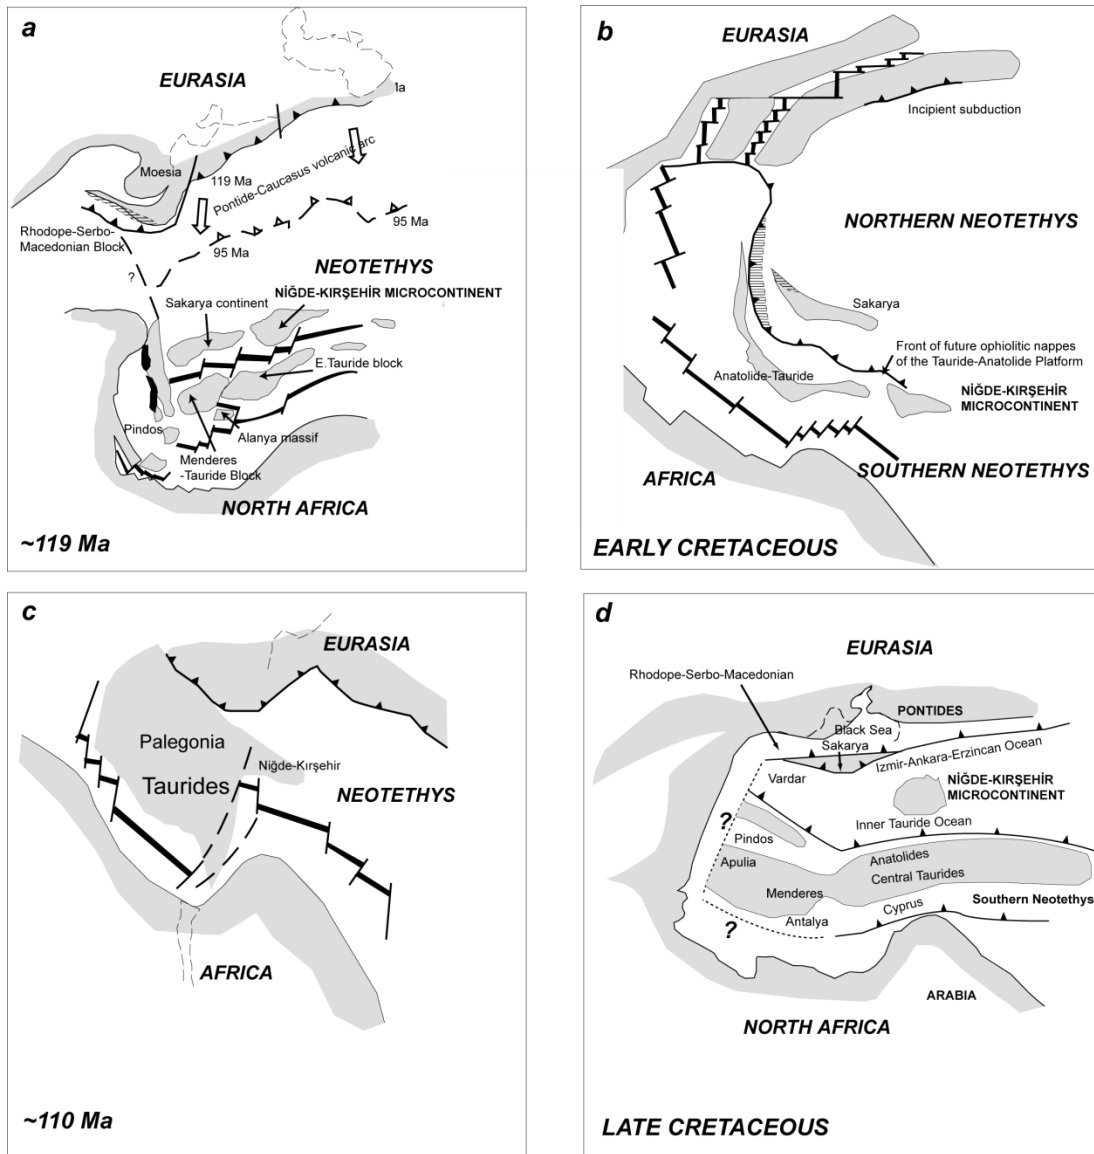 a
EURASIA
1a
Moesia
119 Ma
Pontide-Caucasus volcanic arc
Rhodope-Serbo-
Macedonian Block
95 Ma
95 Ma
?
NEOTETHYS
Sakarya continent
NİĞDE-KIRŞEHİR MICROCONTINENT
E.Tauride block
Pindos
Alanya massif
Menderes
-Tauride Block
NORTH AFRICA
~119 Ma
b
EURASIA
Incipient subduction
NORTHERN NEOTETHYS
Sakarya
Front of future ophiolitic nappes
of the Tauride-Anatolide Platform
Anatolide-Tauride
NİĞDE-KIRŞEHİR
MICROCONTINENT
AFRICA
SOUTHERN NEOTETHYS
EARLY CRETACEOUS
c
EURASIA
Palegonia
Niğde-Kırşehir
Taurides
NEOTETHYS
AFRICA
~110 Ma
d
EURASIA
Rhodope-Serbo-Macedonian
PONTIDES
Black Sea
Sakarya
Izmir-Ankara-Erzincan Ocean
Vardar
NİĞDE-KIRŞEHİR
MICROCONTINENT
?
Inner Tauride Ocean
Pindos
Anatolides
Apulia
Central Taurides
Menderes
Southern Neotethys
Cyprus
Antalya
?
ARABIA
NORTH AFRICA
LATE CRETACEOUS